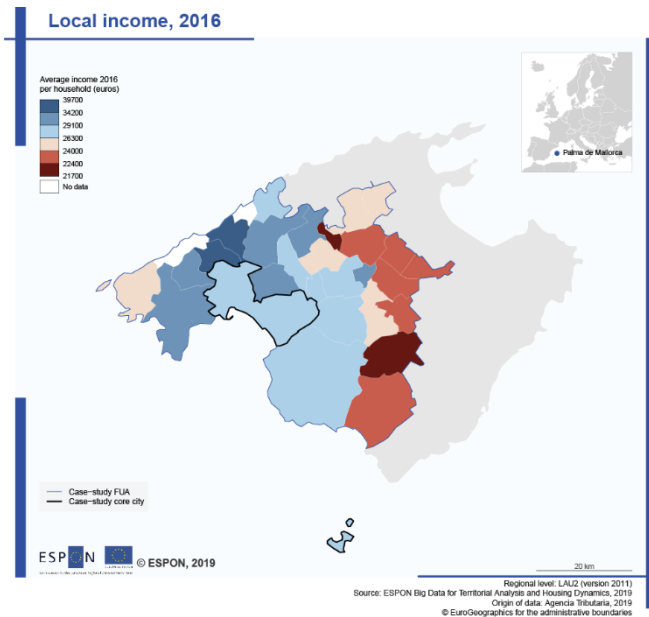 Local income, 2016
Average income 2016
per household (euros)
39700
34200
29100
26300
24000
22400
21700
No data
Palma de Mallorca
Case-study FUA
Case-study core city
ESPON
© ESPON, 2019
20 km
Regional level: LAU2 (version 2011)
Source: ESPON Big Data for Territorial Analysis and Housing Dynamics, 2019
Origin of data: Agencia Tributaria, 2019
© EuroGeographics for the administrative boundaries